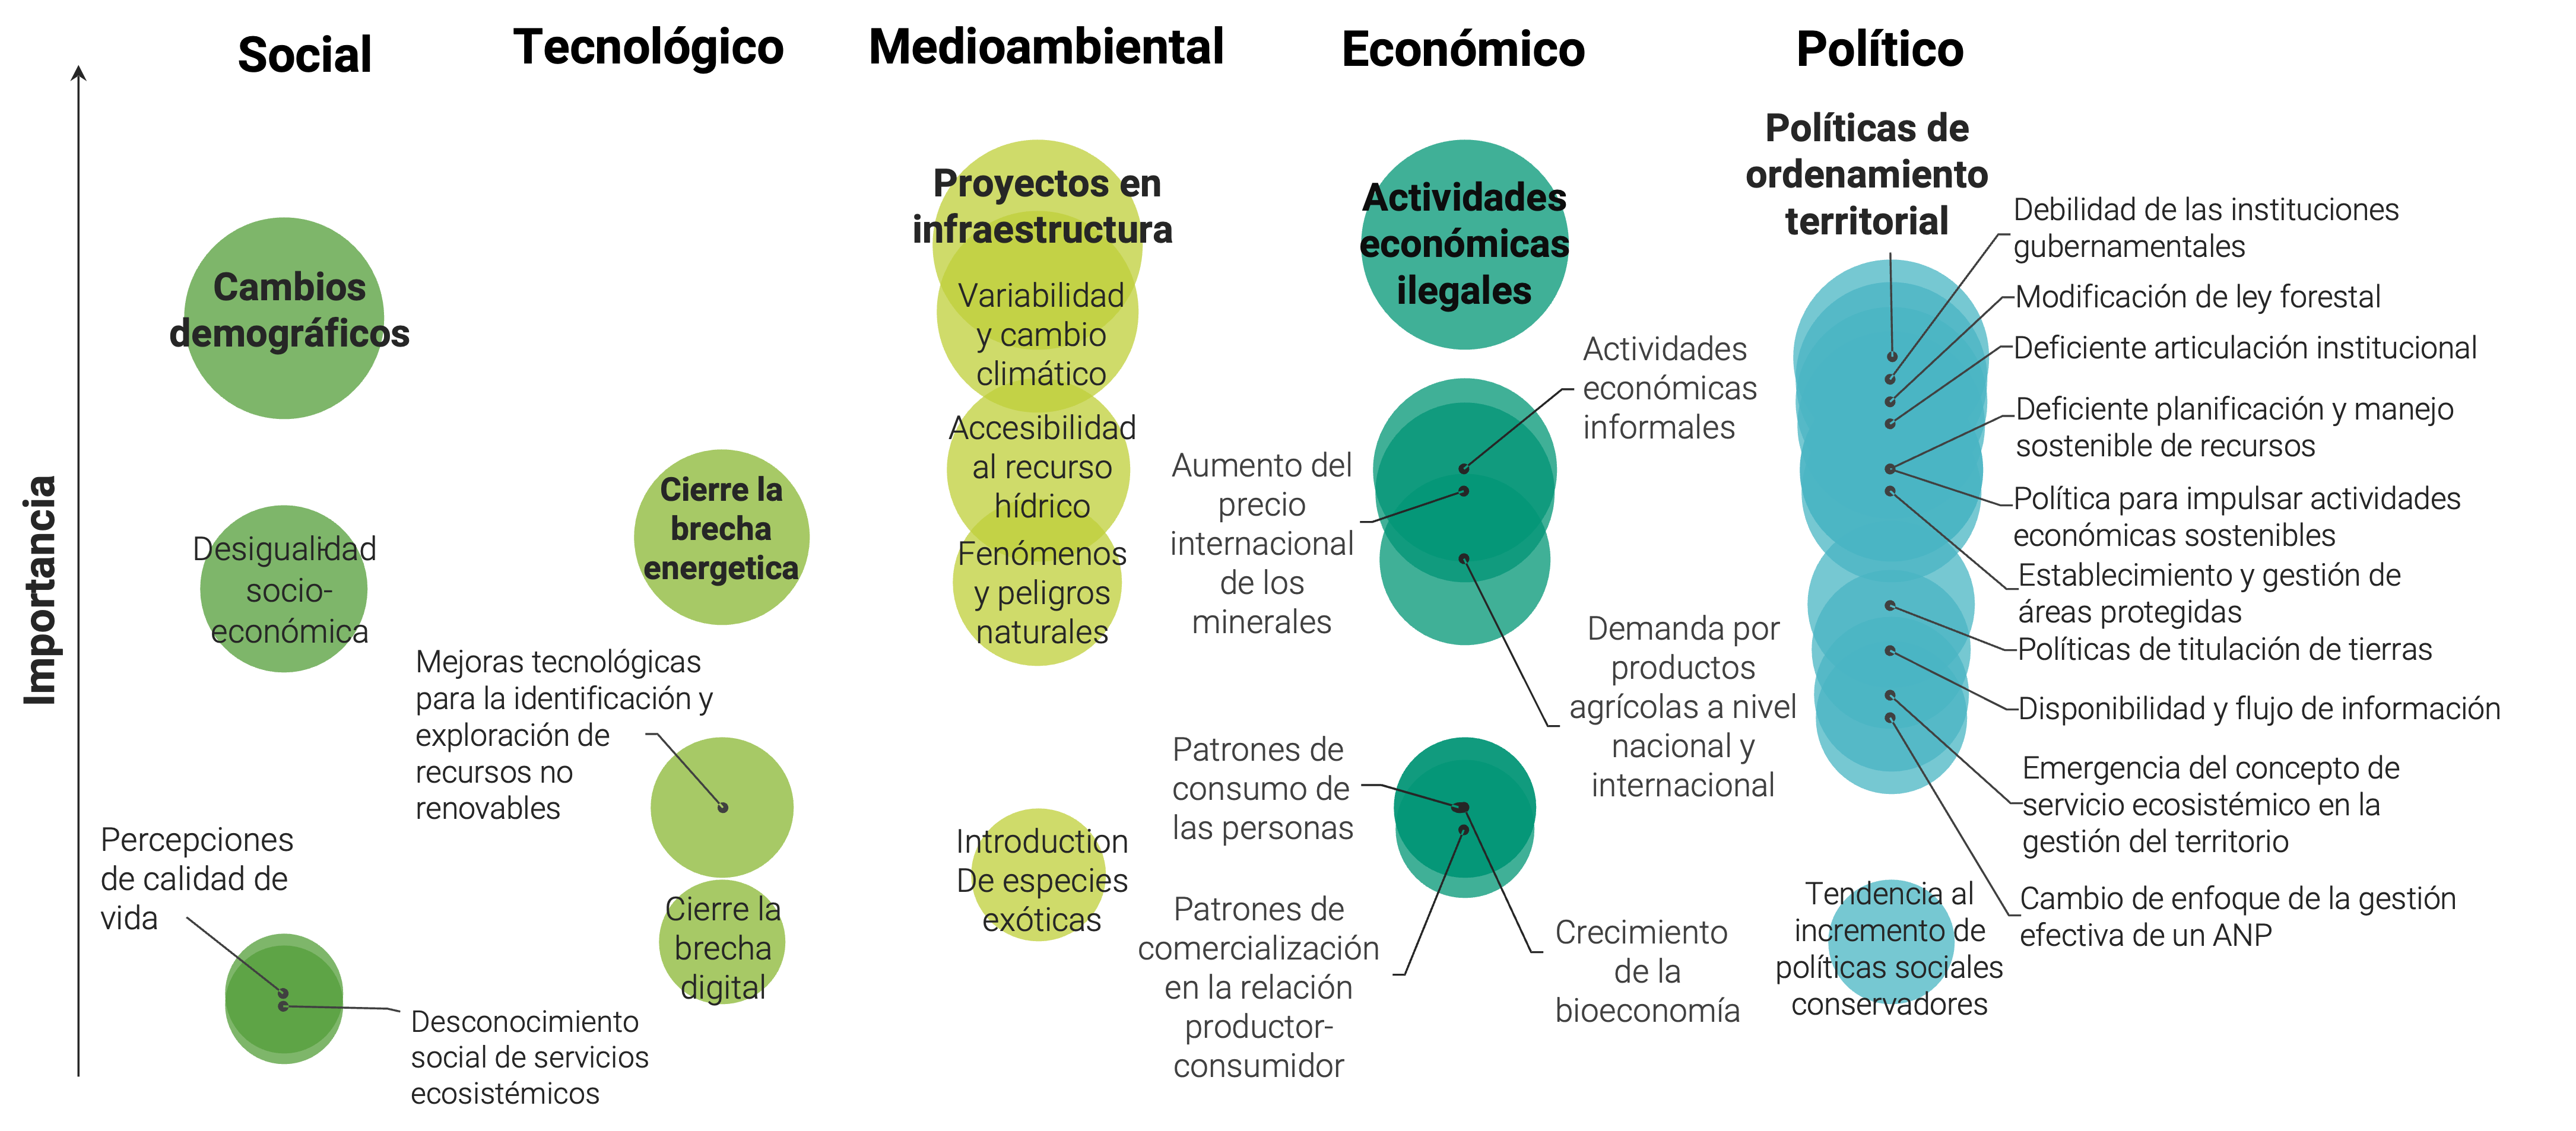 Social
Tecnológico
Medioambiental
Económico
Político
Importancia
Cambios
demográficos
Desigualidad
socio-
económica
Percepciones
de calidad de
vida
Desconocimiento
social de servicios
ecosistémicos
Cierre la
brecha
energetica
Mejoras tecnológicas
para la identificación y
exploración de
recursos no
renovables
Cierre la
brecha
digital
Proyectos en
infraestructura
Variabilidad
y cambio
climático
Accesibilidad
al recurso
hídrico
Fenómenos
y peligros
naturales
Introduction
De especies
exóticas
Actividades
económicas
ilegales
Actividades
económicas
informales
Aumento del
precio
internacional
de los
minerales
Demanda por
productos
agrícolas a nivel
nacional y
internacional
Patrones de
consumo de
las personas
Patrones de
comercialización
en la relación
productor-
consumidor
Crecimiento
de la
bioeconomía
Políticas de
ordenamiento
territorial
Debilidad de las instituciones
gubernamentales
Modificación de ley forestal
Deficiente articulación institucional
Deficiente planificación y manejo
sostenible de recursos
Política para impulsar actividades
económicas sostenibles
Establecimiento y gestión de
áreas protegidas
Políticas de titulación de tierras
Disponibilidad y flujo de información
Emergencia del concepto de
servicio ecosistémico en la
gestión del territorio
Cambio de enfoque de la gestión
efectiva de un ANP
Tendencia al
incremento de
políticas sociales
conservadores